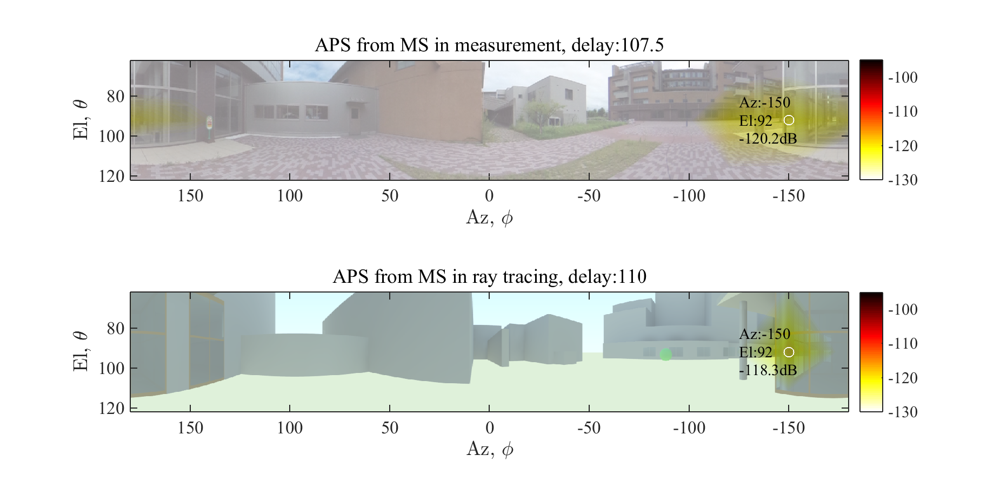 APS from MS in measurement, delay:107.5
El, θ
80
100
120
Az:-150
El:92
-120.2dB
150
100
50
0
-50
-100
-150
Az, ϕ
-100
-110
-120
-130
APS from MS in ray tracing, delay:110
El, θ
80
100
120
Az:-150
El:92
-118.3dB
150
100
50
0
-50
-100
-150
Az, ϕ
-100
-110
-120
-130